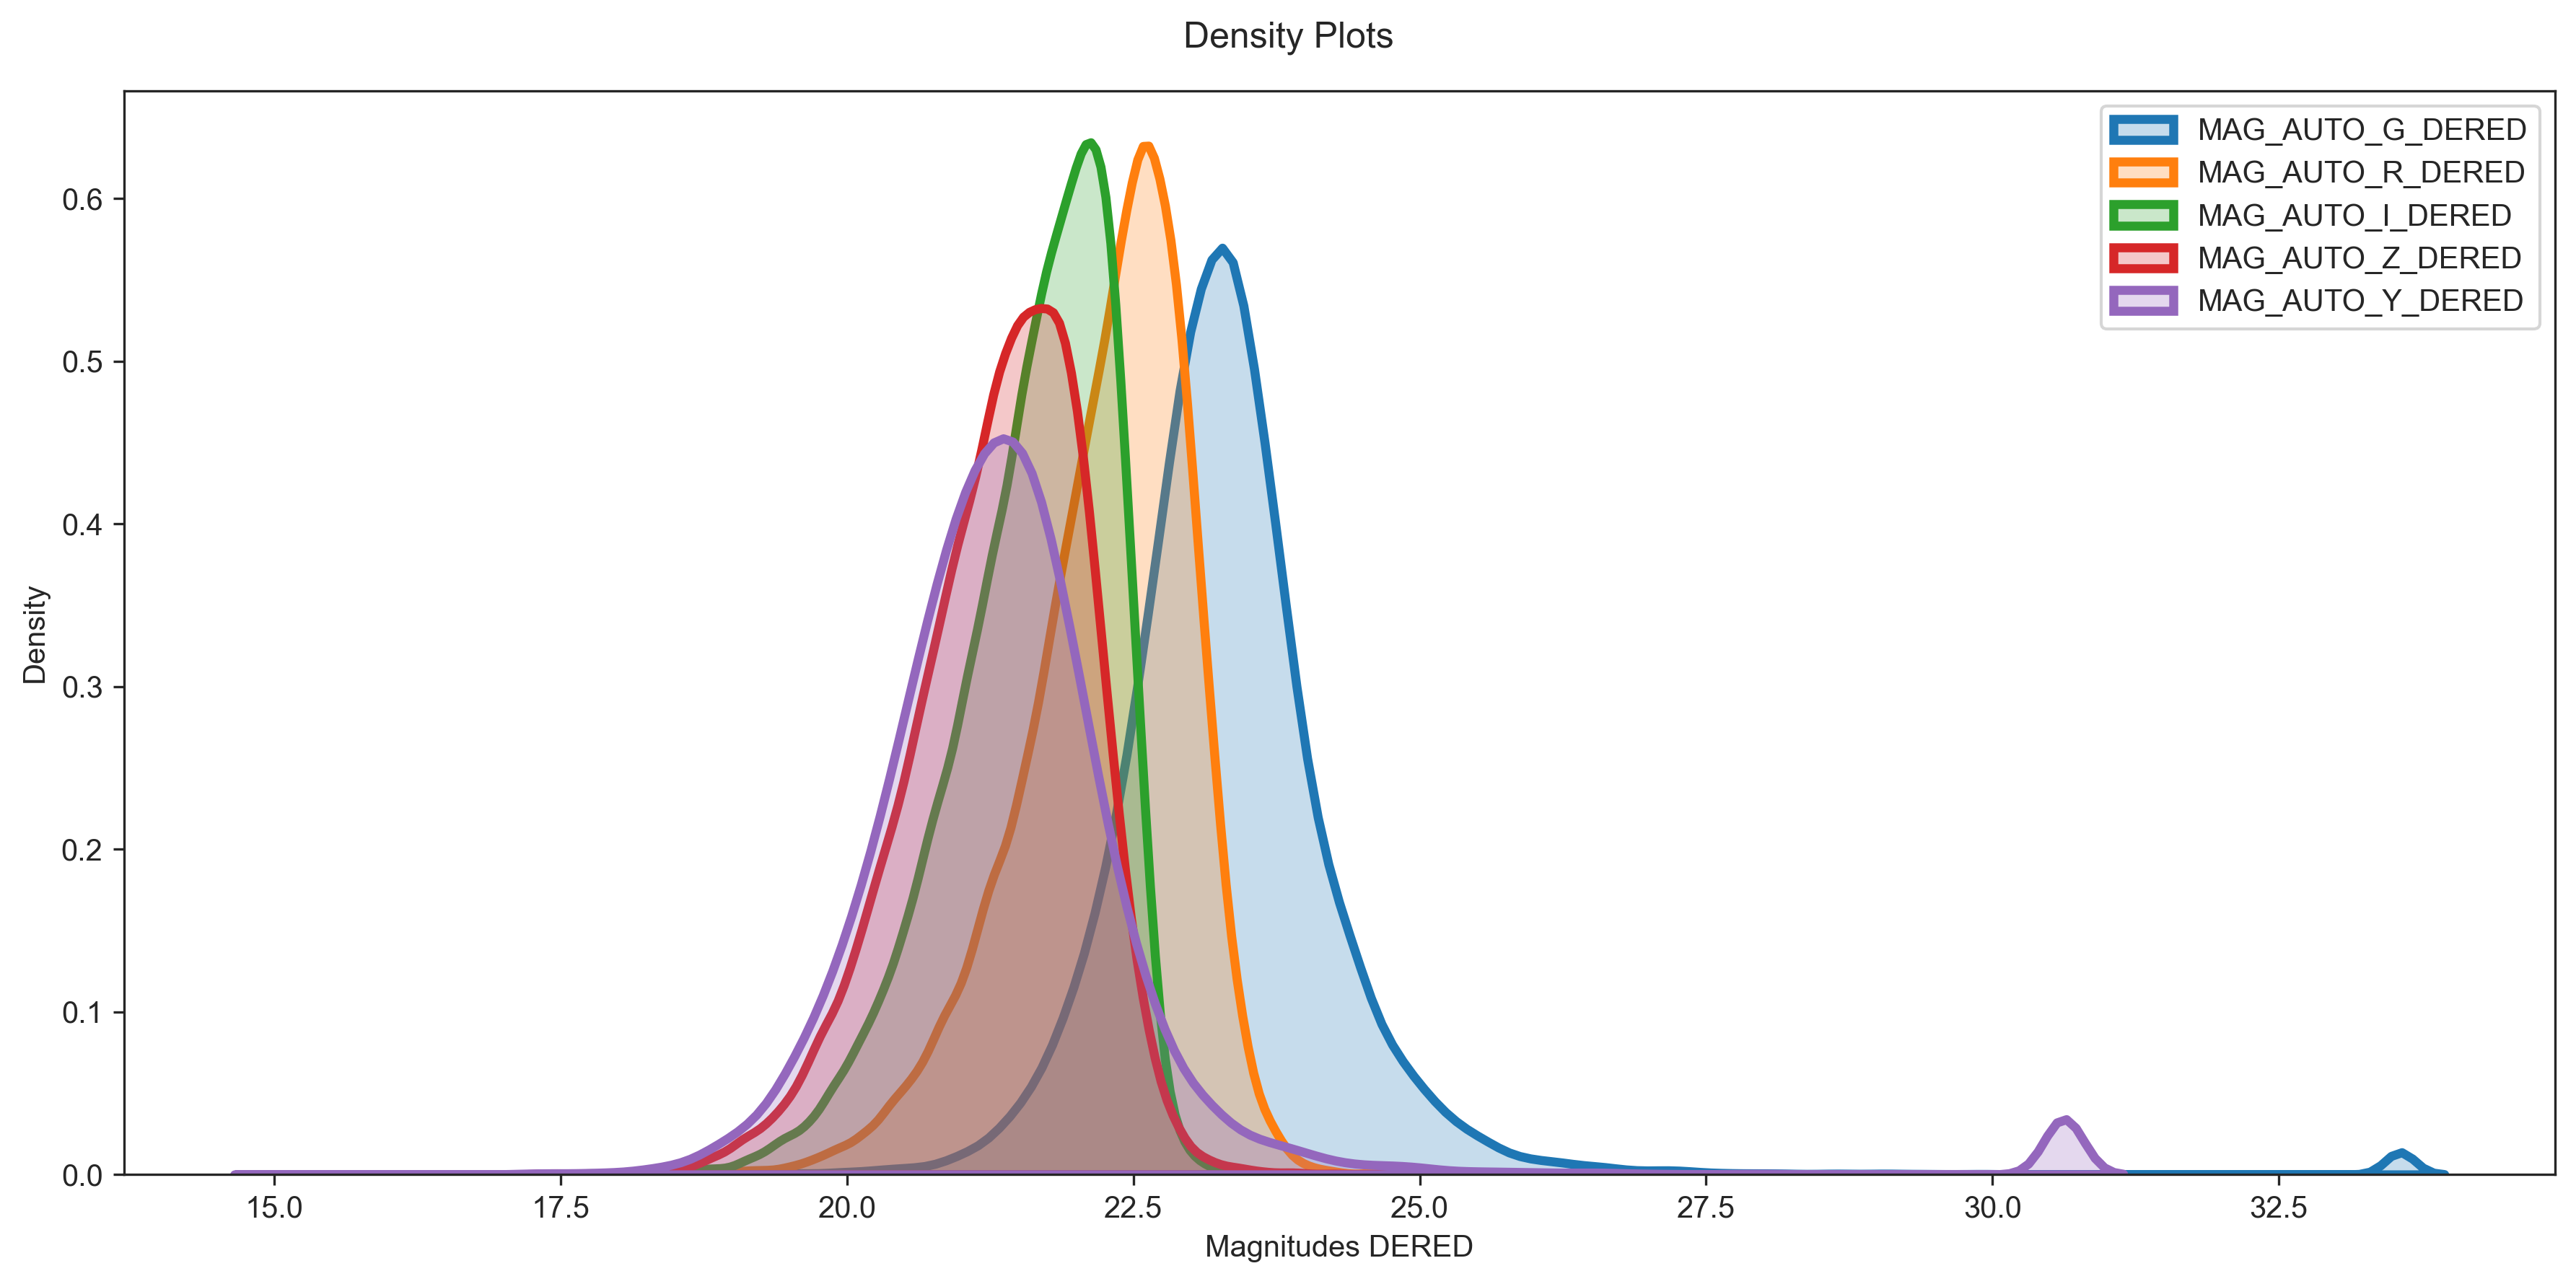 Density Plots
MAG_AUTO_G_DERED
MAG_AUTO_R_DERED
MAG_AUTO_I_DERED
MAG_AUTO_Z_DERED
MAG_AUTO_Y_DERED
Density
0.6
0.5
0.4
0.3
0.2
0.1
0.0
15.0 17.5 20.0 22.5 25.0 27.5 30.0 32.5
Magnitudes DERED